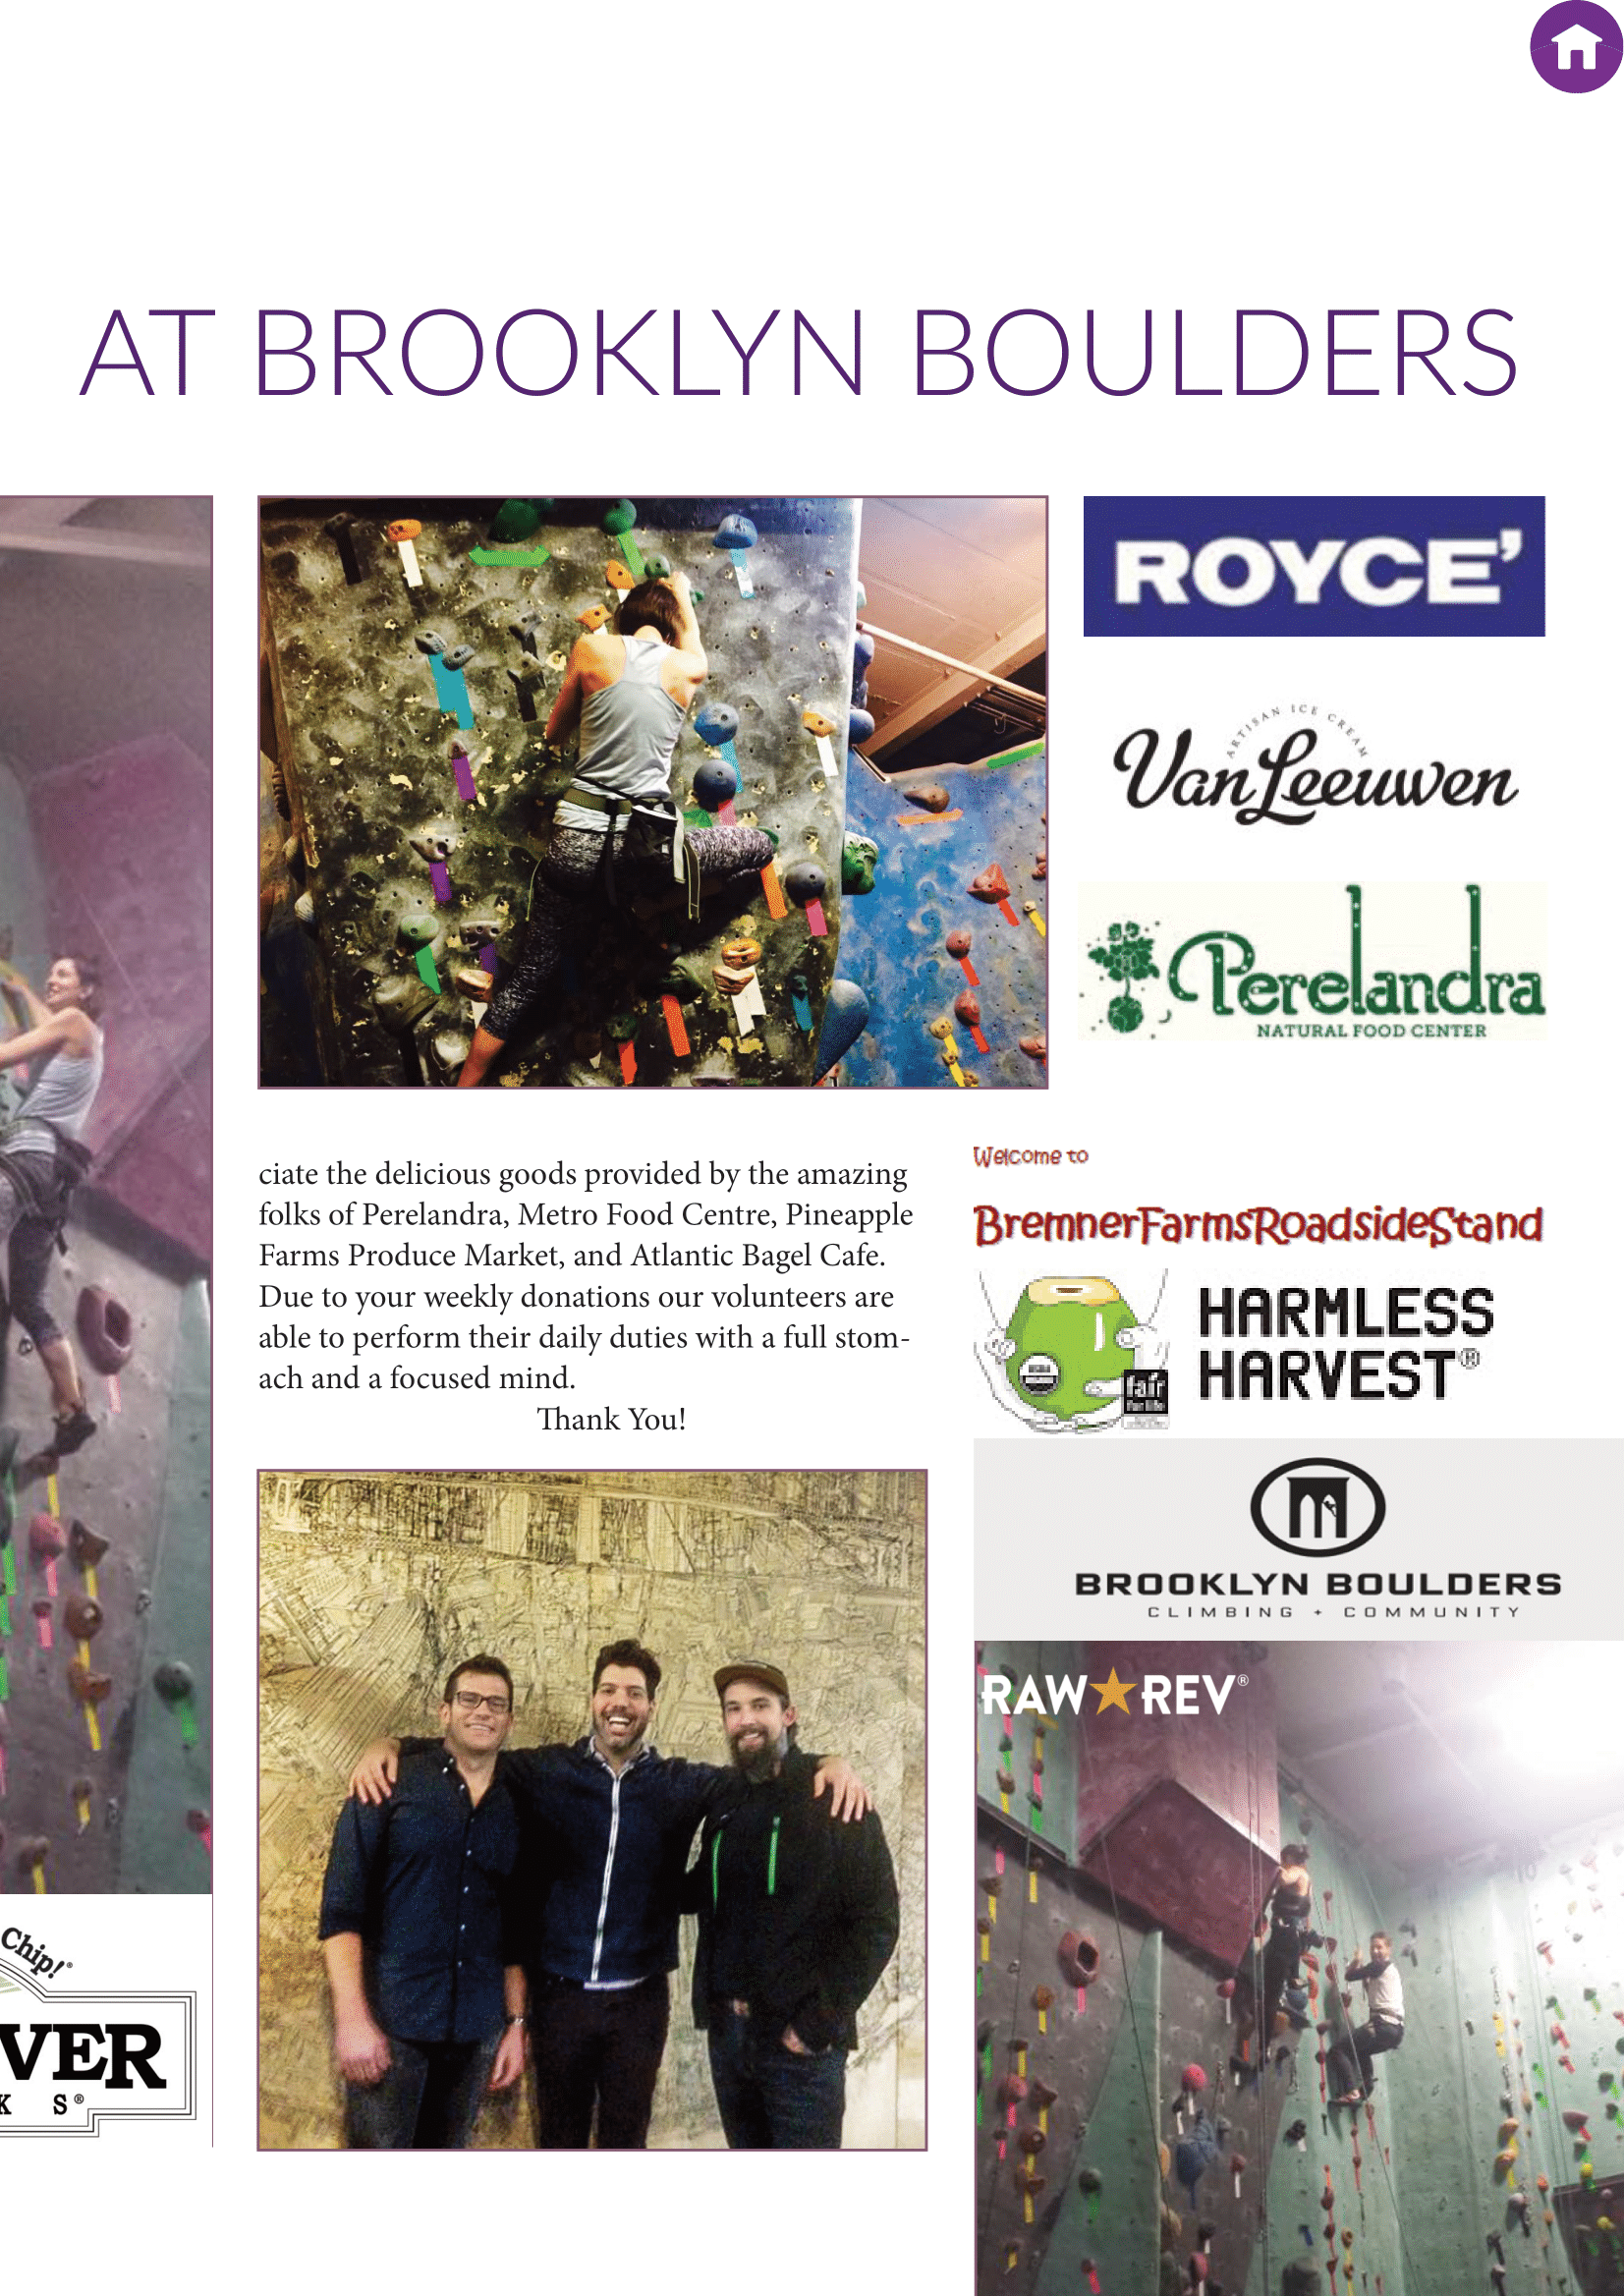 AT BROOKLYN BOULDERS
ROYCE’
ARTISAN ICE CREAM
Van Leeuwen
Perelandra
NATURAL FOOD CENTER
ciate the delicious goods provided by the amazing
folks of Perelandra, Metro Food Centre, Pineapple
Farms Produce Market, and Atlantic Bagel Cafe.
Due to your weekly donations our volunteers are
able to perform their daily duties with a full stom-
ach and a focused mind.
Thank You!
Welcome to
BremnerFarmsRoadsideStand
fair
for life
HARMLESS
HARVEST®
BROOKLYN BOULDERS
CLIMBING + COMMUNITY
RAW REV®
Chip!®
VER
K S®